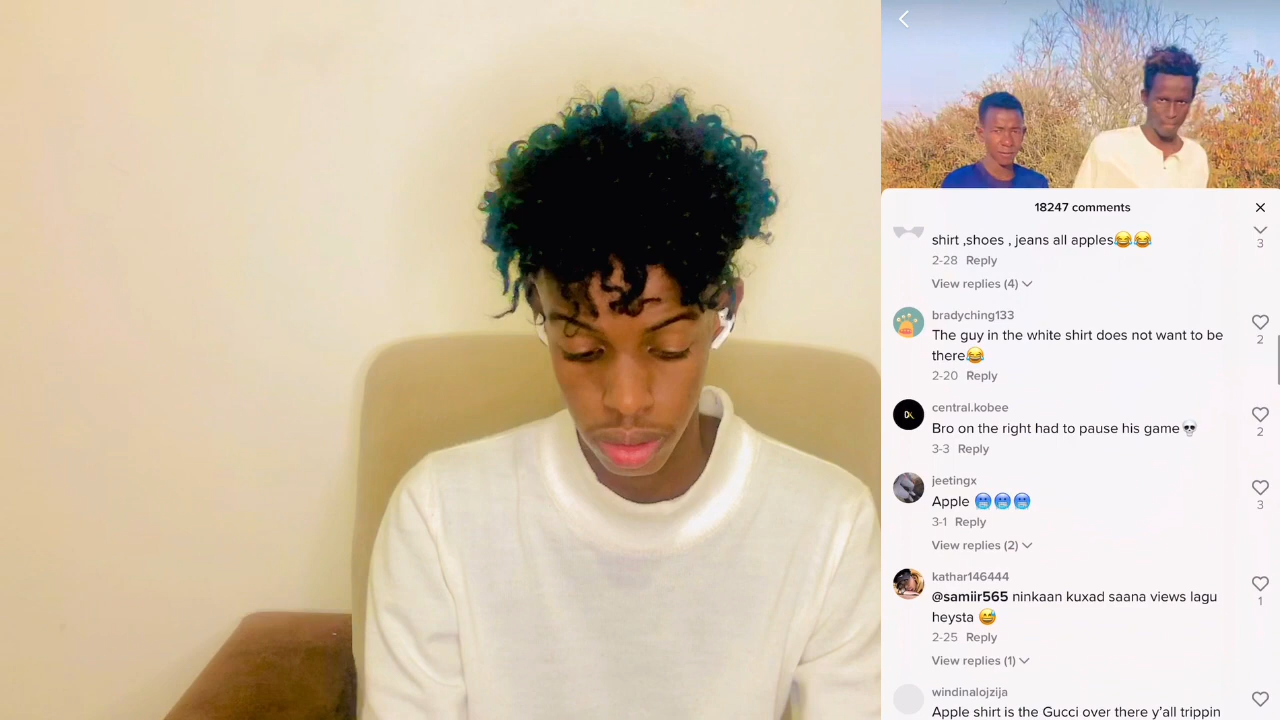 18247 comments
shirt ,shoes , jeans all apples😂😂
3
2-28 Reply
View replies (4)
bradyching133
The guy in the white shirt does not want to be
there😂
2
2-20 Reply
central.kobee
Bro on the right had to pause his game💀
2
3-3 Reply
jeetingx
Apple 🥶🥶🥶
3
3-1 Reply
View replies (2)
kathar146444
@samiir565 ninkaan kuxad saana views lagu
heysta 😅
1
2-25 Reply
View replies (1)
windinalojzija
Apple shirt is the Gucci over there y'all trippin